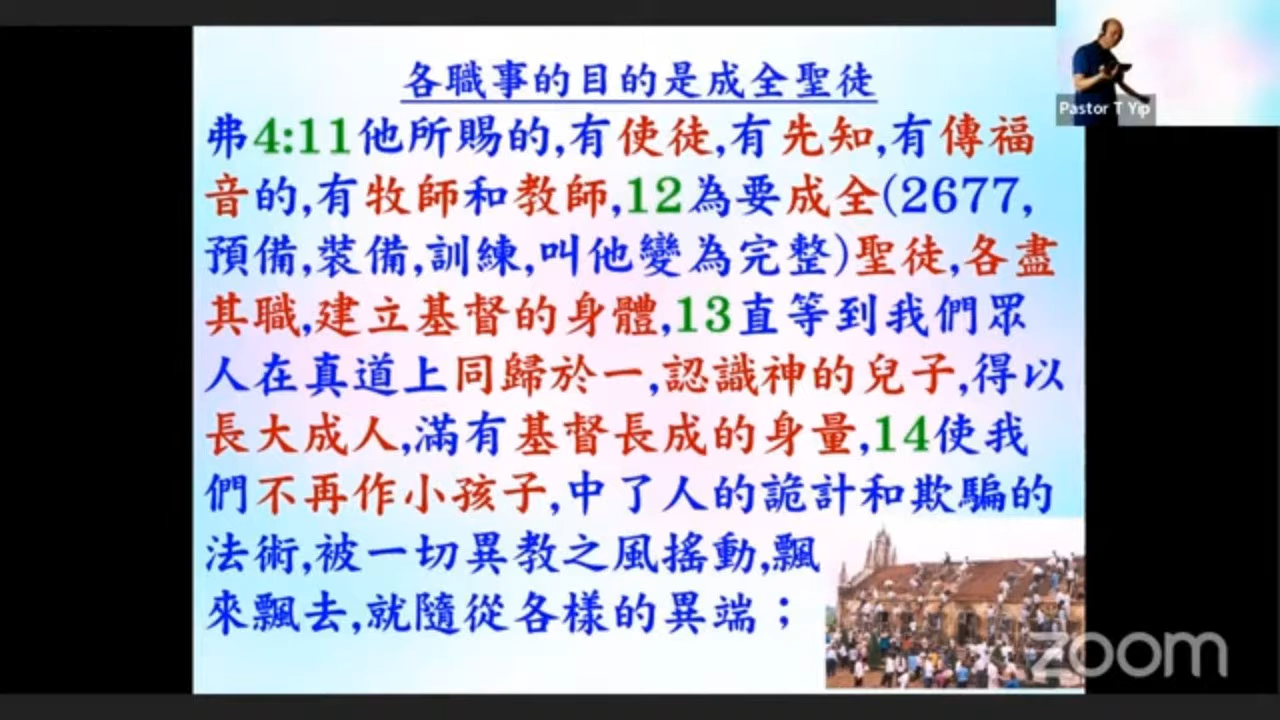 各職事的目的是成全聖徒
弗4:11他所賜的,有使徒,有先知,有傳福
音的,有牧師和教師,12為要成全(2677,
預備,裝備,訓練,叫他變為完整)聖徒,各盡
其職,建立基督的身體,13直等到我們眾
人在真道上同歸於一,認識神的兒子,得以
長大成人,滿有基督長成的身量,14使我
們不再作小孩子,中了人的詭計和欺騙的
法術,被一切異教之風搖動,飄
來飄去,就隨從各樣的異端；
Pastor T Yip
zoom